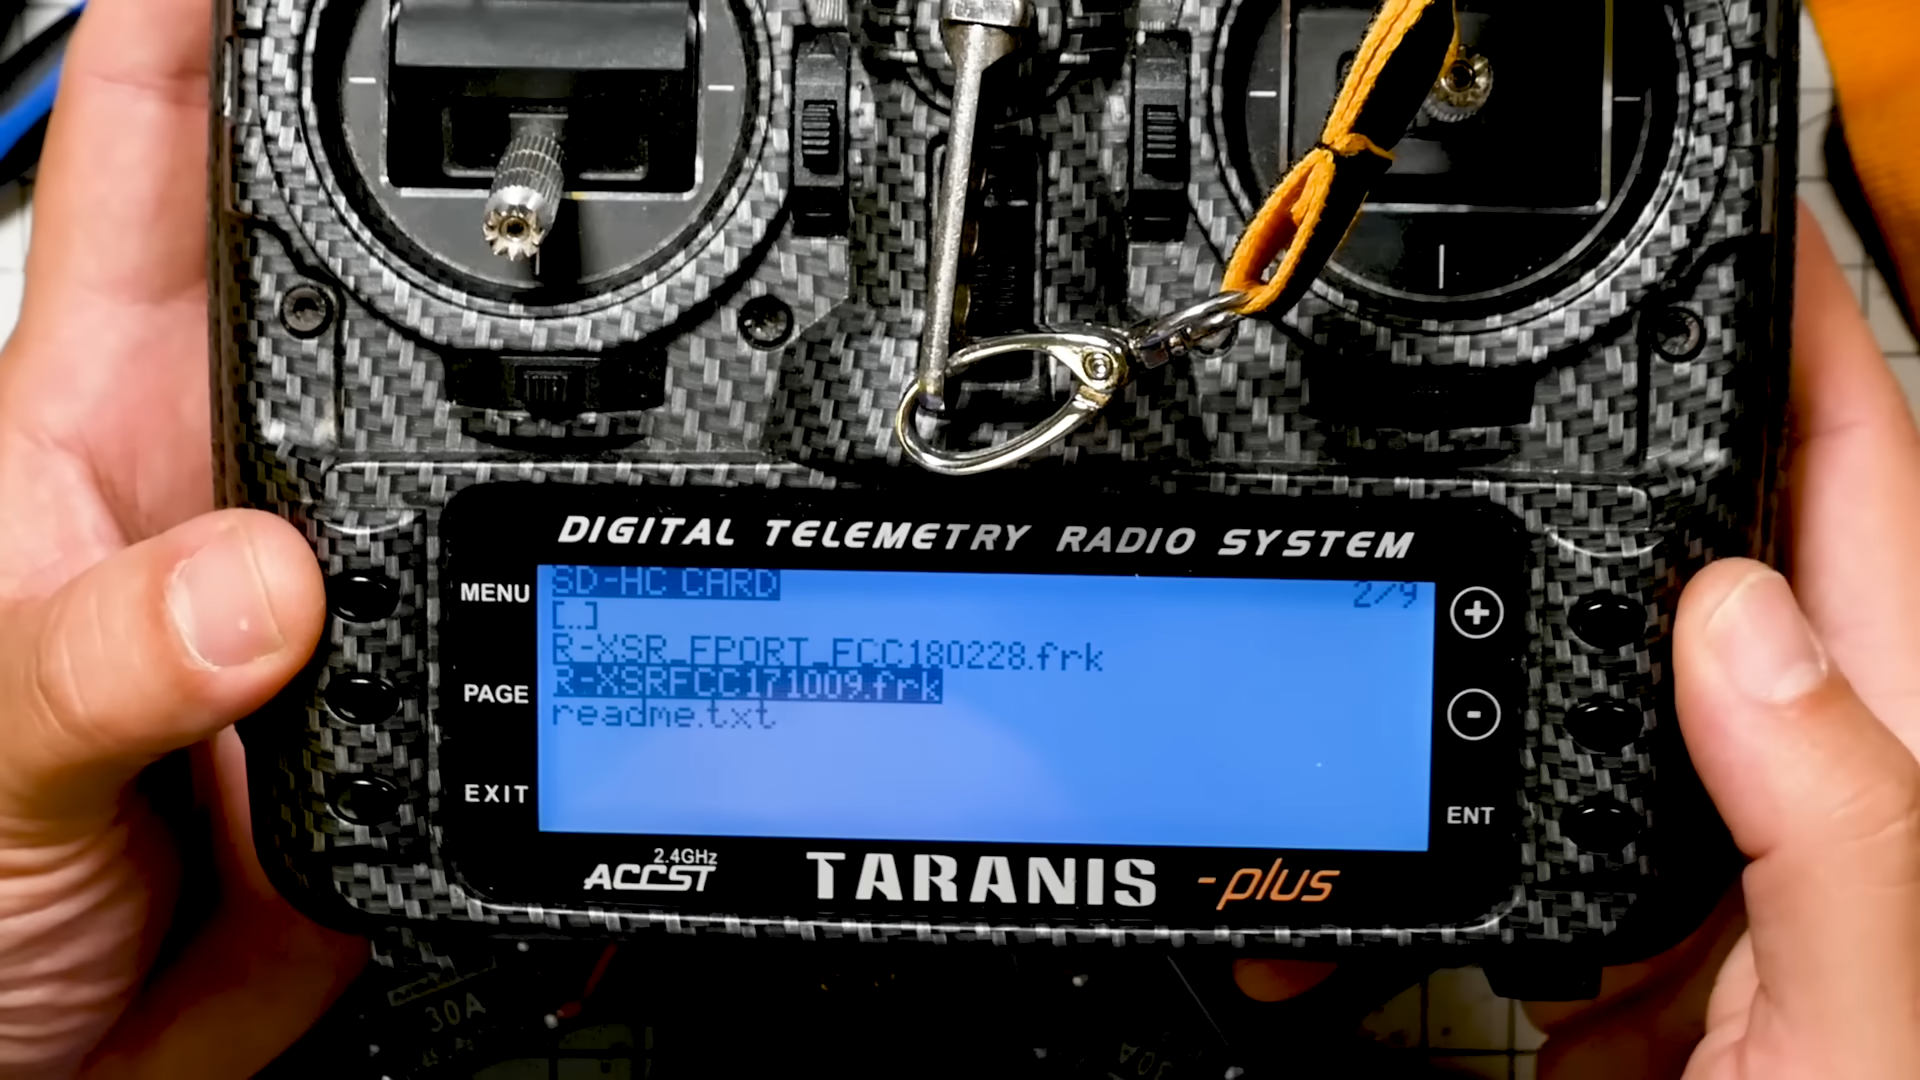 DIGITAL TELEMETRY RADIO SYSTEM
SD-HC CARD 2/9
[..]
R-XSR_FPORT_FCC180228.frk
R-XSRFCC171009.frk
readme.txt
MENU
PAGE
EXIT
+
-
ENT
2.4GHz
ACCST
TARANIS -plus
30A